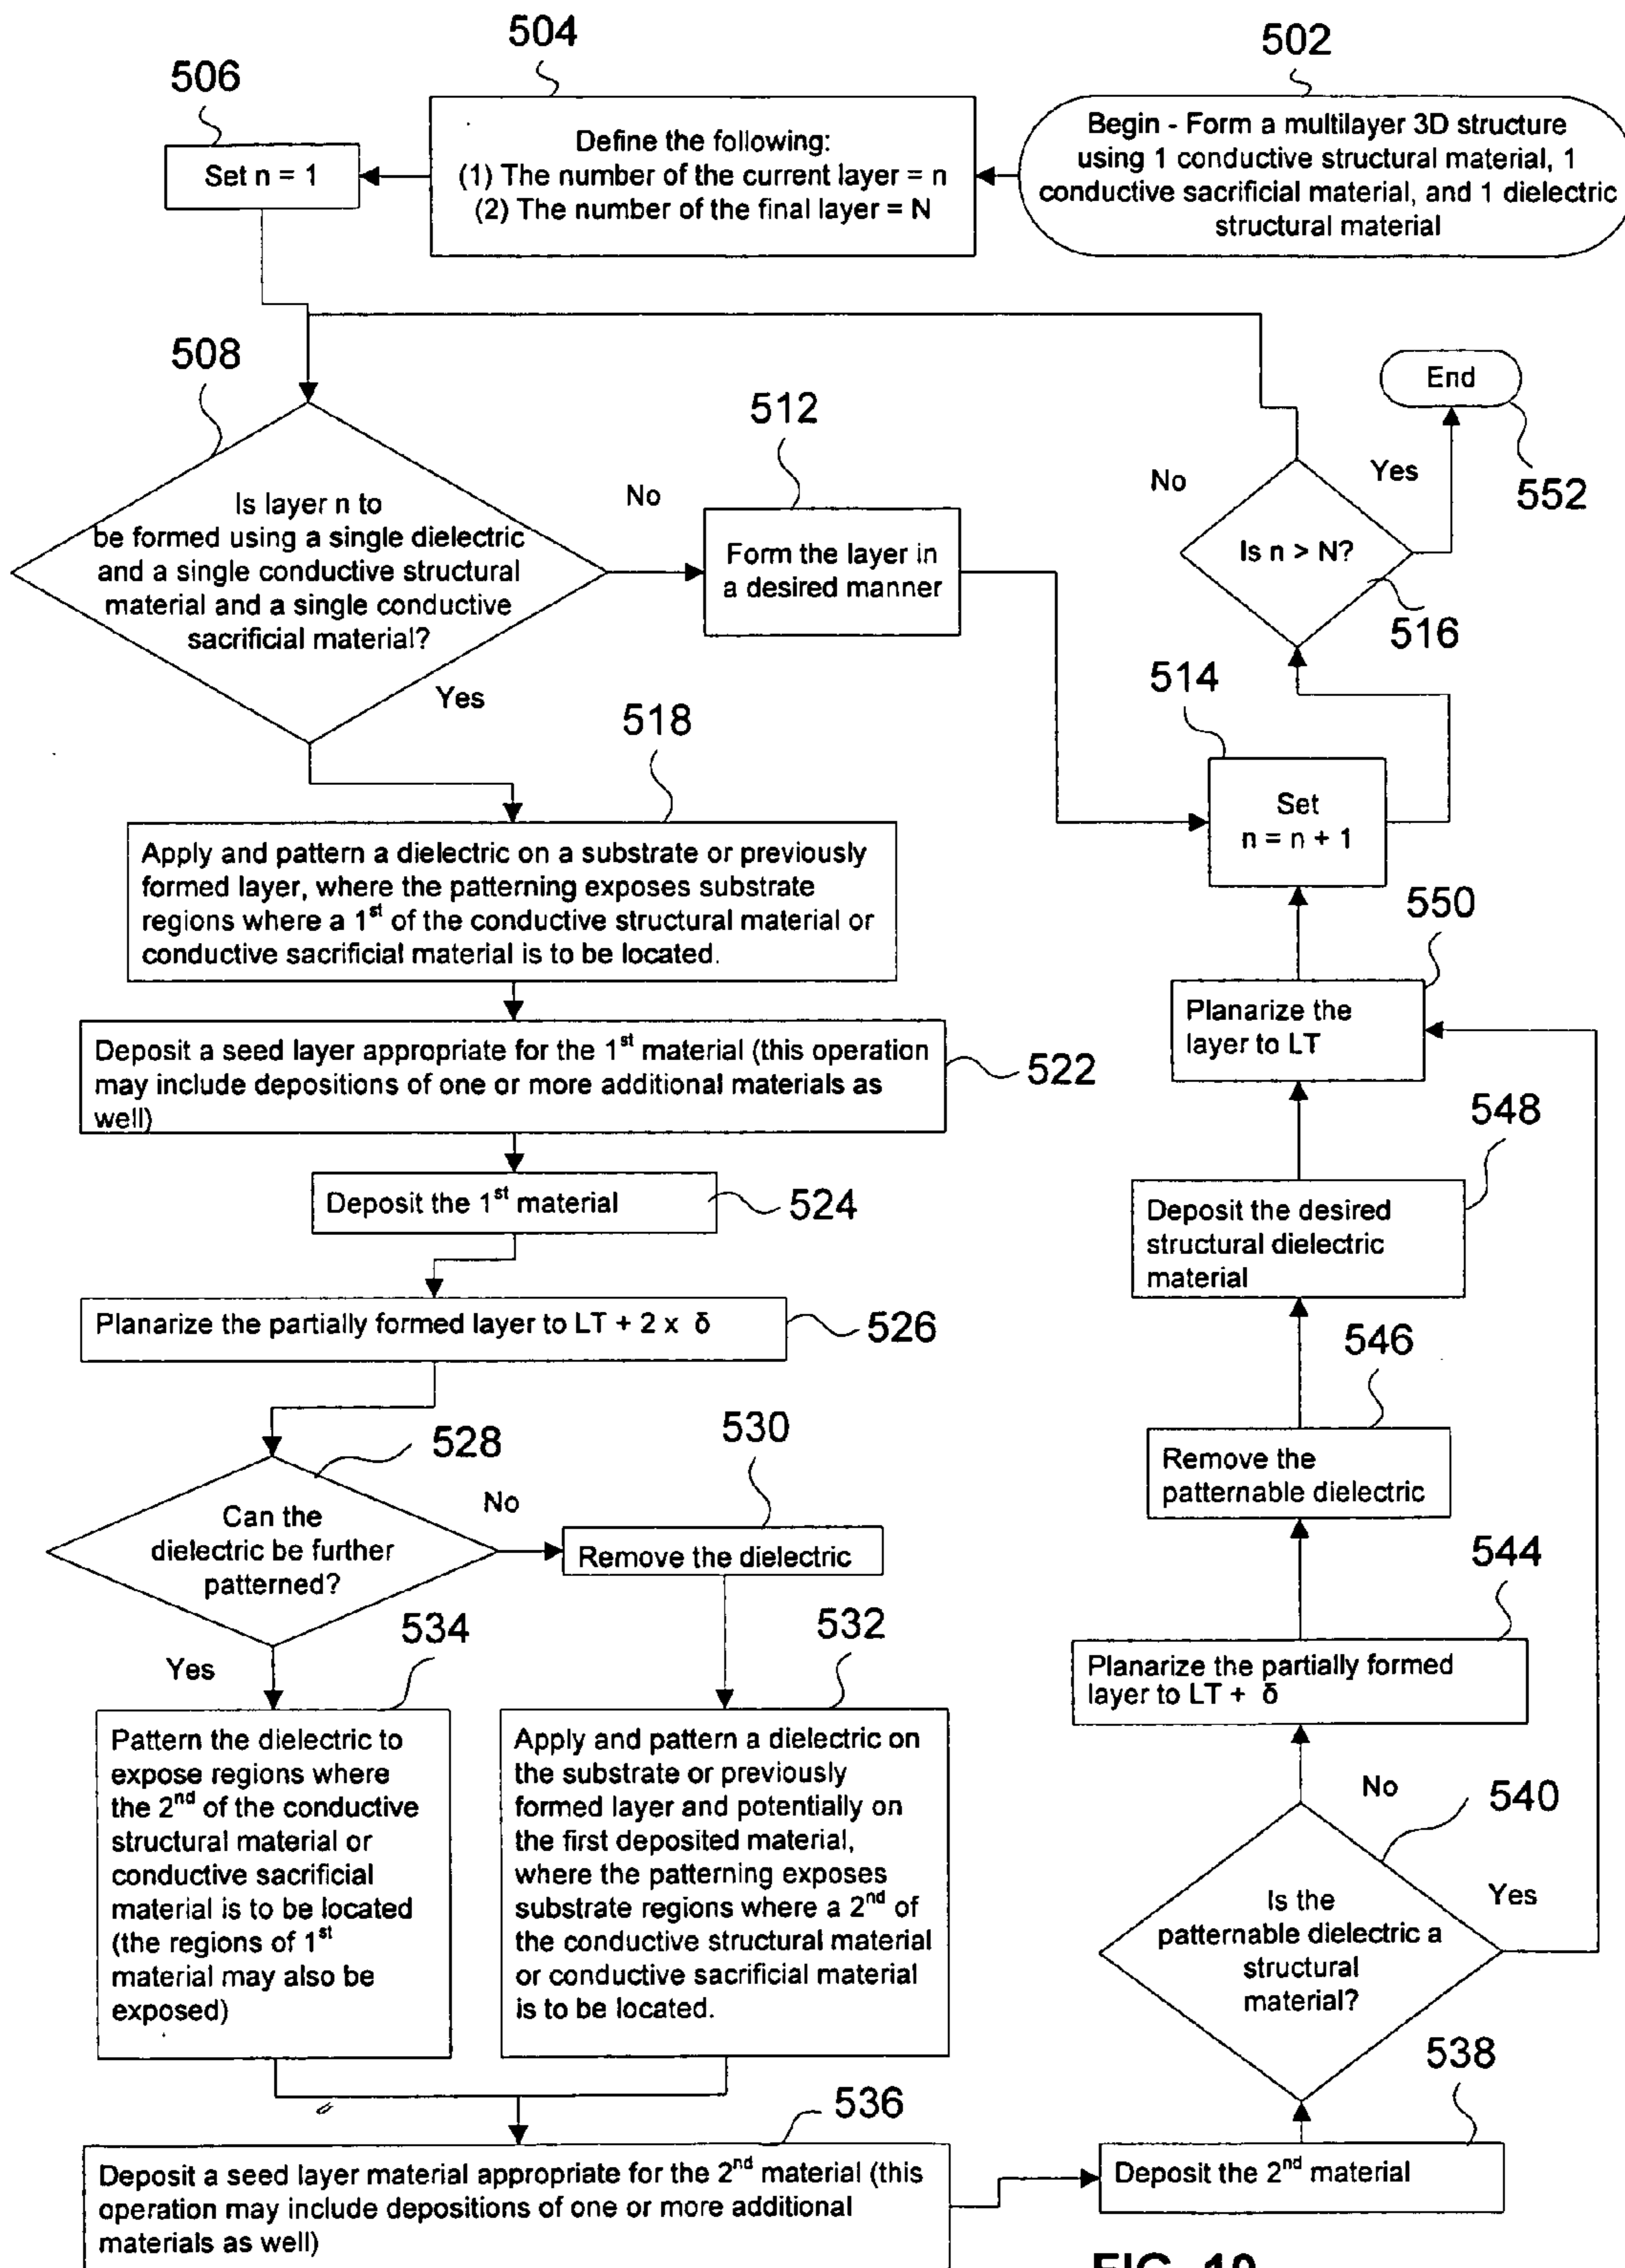 504
502
506
Define the following:
(1) The number of the current layer = n
(2) The number of the final layer = N
Begin - Form a multilayer 3D structure
using 1 conductive structural material, 1
conductive sacrificial material, and 1 dielectric
structural material
Set n = 1
508
512
End
552
Is layer n to
be formed using a single dielectric
and a single conductive structural
material and a single conductive
sacrificial material?
No
Yes
Form the layer in
a desired manner
No
Yes
Is n > N?
516
514
Set
n = n + 1
518
Apply and pattern a dielectric on a substrate or previously
formed layer, where the patterning exposes substrate
regions where a 1st of the conductive structural material or
conductive sacrificial material is to be located.
550
Planarize the
layer to LT
Deposit a seed layer appropriate for the 1st material (this operation
may include depositions of one or more additional materials as
well)
522
548
Deposit the 1st material
524
Deposit the desired
structural dielectric
material
Planarize the partially formed layer to LT + 2 x δ
526
546
Remove the
patternable dielectric
528
530
Can the
dielectric be further
patterned?
No
Yes
Remove the dielectric
544
Planarize the partially formed
layer to LT + δ
534
532
Pattern the dielectric to
expose regions where
the 2nd of the conductive
structural material or
conductive sacrificial
material is to be located
(the regions of 1st
material may also be
exposed)
Apply and pattern a dielectric on
the substrate or previously
formed layer and potentially on
the first deposited material,
where the patterning exposes
substrate regions where a 2nd of
the conductive structural material
or conductive sacrificial material
is to be located.
No
540
Yes
Is the
patternable dielectric a
structural
material?
536
538
Deposit a seed layer material appropriate for the 2nd material (this
operation may include depositions of one or more additional
materials as well)
Deposit the 2nd material